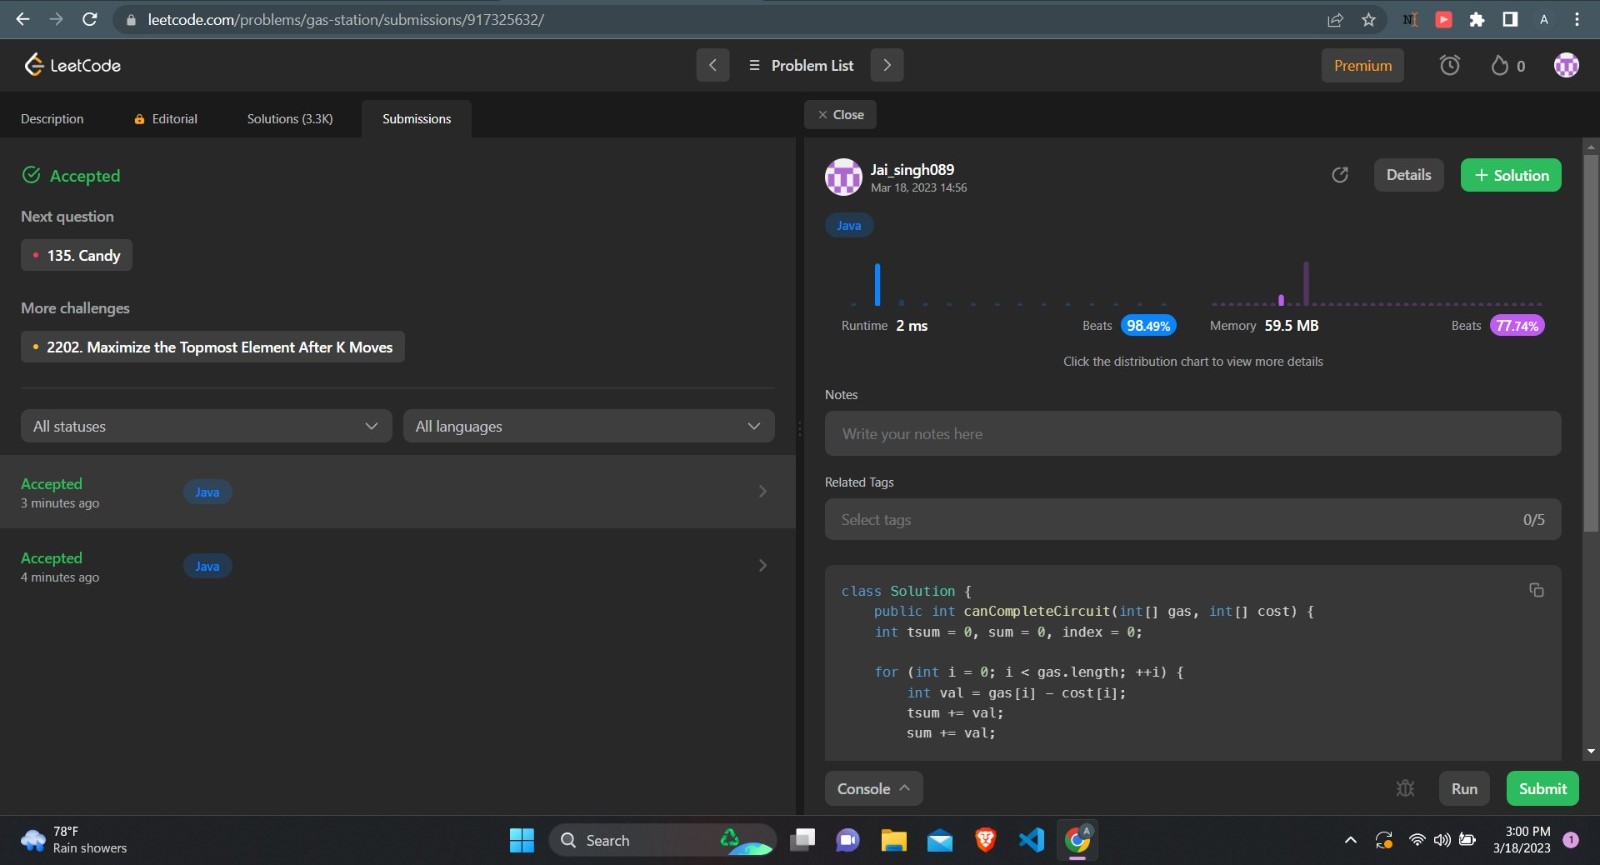 leetcode.com/problems/gas-station/submissions/917325632/
A
LeetCode
Problem List
Premium
0
Description
Editorial
Solutions (3.3K)
Submissions
× Close
Accepted
Next question
135. Candy
More challenges
2202. Maximize the Topmost Element After K Moves
All statuses
All languages
Accepted
3 minutes ago
Java
Accepted
4 minutes ago
Java
Jai_singh089
Mar 18, 2023 14:56
Details
+ Solution
Java
Runtime 2 ms
Beats 98.49%
Memory 59.5 MB
Beats 77.74%
Click the distribution chart to view more details
Notes
Write your notes here
Related Tags
Select tags
0/5
class Solution {
public int canCompleteCircuit(int[] gas, int[] cost) {
int tsum = 0, sum = 0, index = 0;
for (int i = 0; i < gas.length; ++i) {
int val = gas[i] - cost[i];
tsum += val;
sum += val;
Console
Run
Submit
78°F
Rain showers
Search
A
3:00 PM
3/18/2023
1